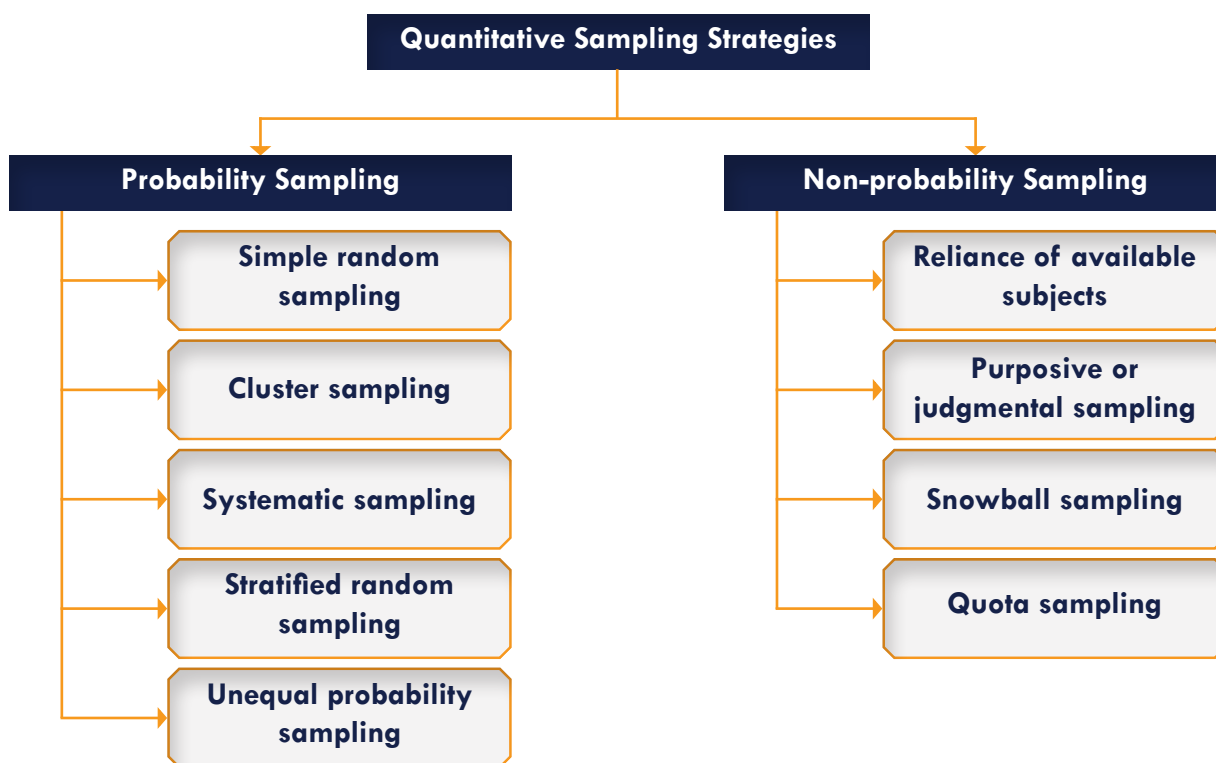 Quantitative Sampling Strategies
Probability Sampling
Simple random
sampling
Cluster sampling
Systematic sampling
Stratified random
sampling
Unequal probability
sampling
Non-probability Sampling
Reliance of available
subjects
Purposive or
judgmental sampling
Snowball sampling
Quota sampling